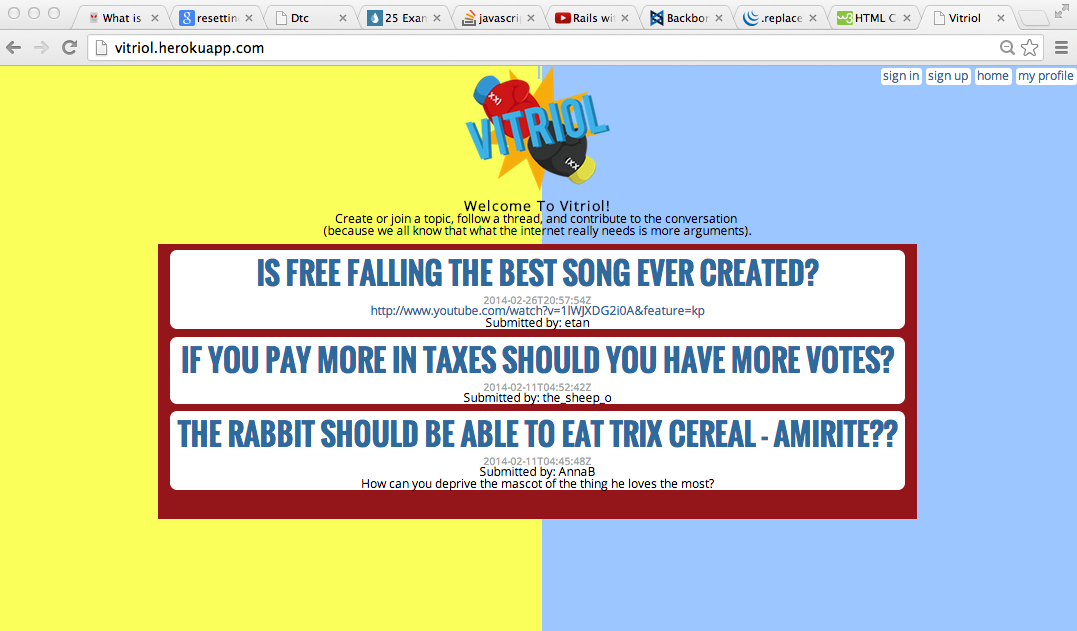 What is
resettin
Dtc
25 Exan
javascri
Rails wi
Backbor
.replace
HTML C
Vitriol
vitriol.herokuapp.com
sign in sign up home my profile
XXI
VITRIOL
IXX
Welcome To Vitriol!
Create or join a topic, follow a thread, and contribute to the conversation
(because we all know that what the internet really needs is more arguments).
IS FREE FALLING THE BEST SONG EVER CREATED?
2014-02-26T20:57:54Z
http://www.youtube.com/watch?v=1lWJXDG2i0A&feature=kp
Submitted by: etan
IF YOU PAY MORE IN TAXES SHOULD YOU HAVE MORE VOTES?
2014-02-11T04:52:42Z
Submitted by: the_sheep_o
THE RABBIT SHOULD BE ABLE TO EAT TRIX CEREAL - AMIRITE??
2014-02-11T04:45:48Z
Submitted by: AnnaB
How can you deprive the mascot of the thing he loves the most?